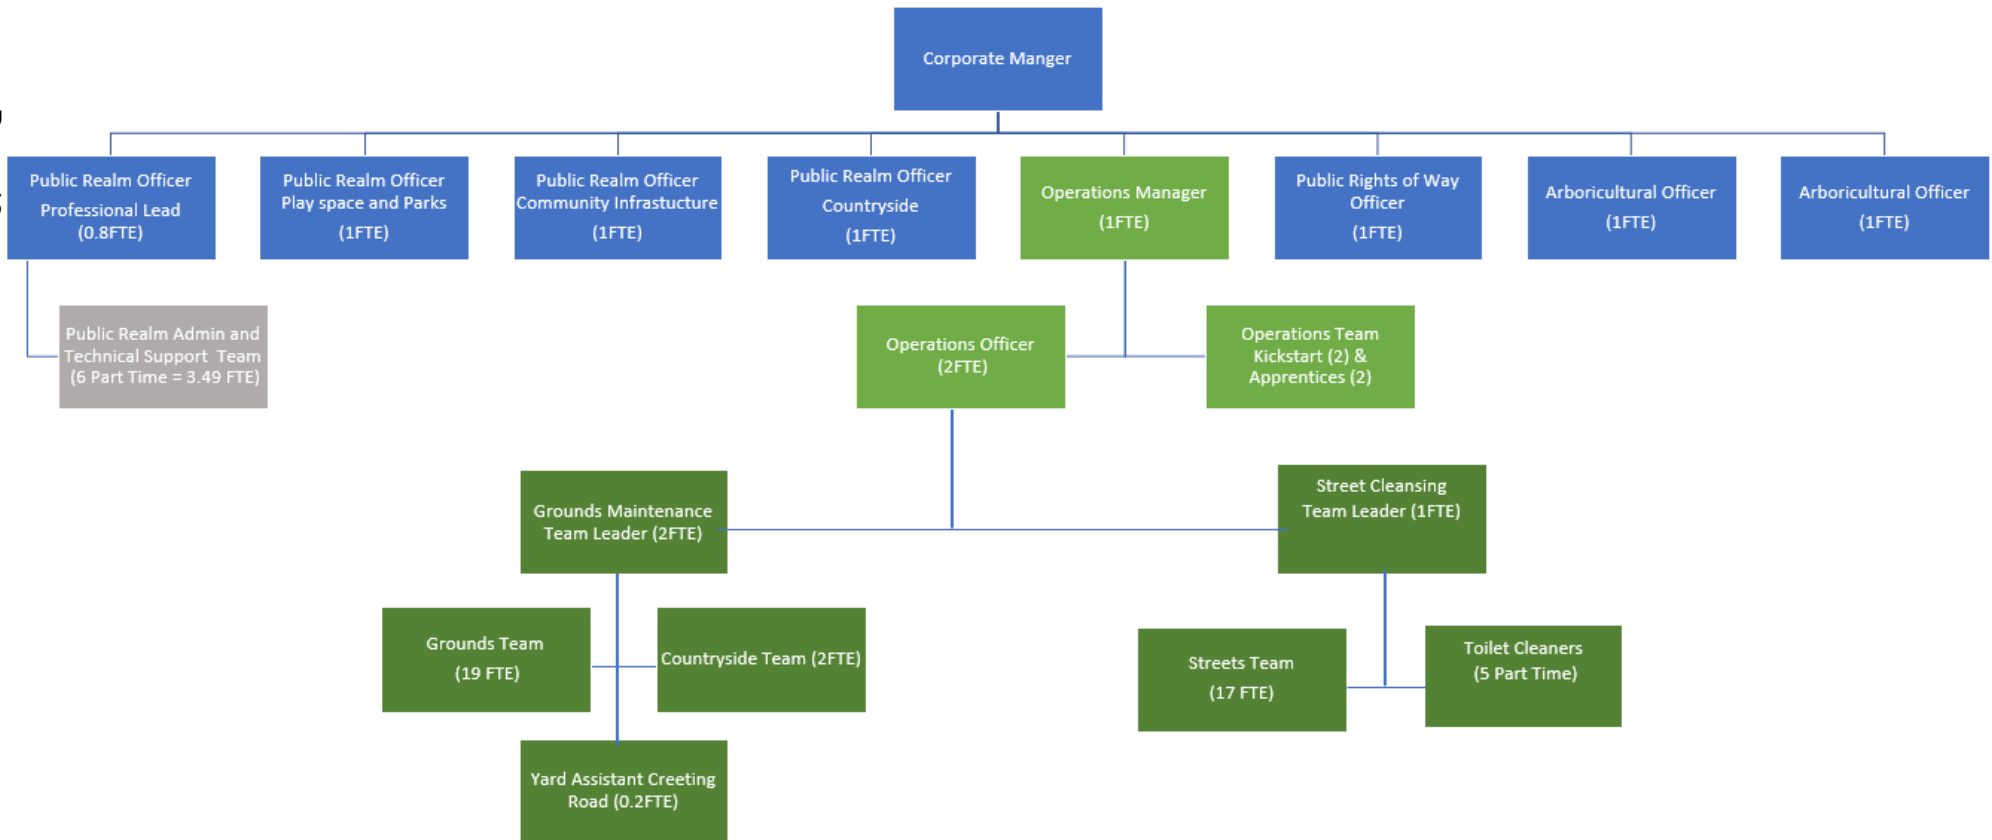 Corporate Manger
Public Realm Officer
Professional Lead
(0.8FTE)
Public Realm Officer
Play space and Parks
(1FTE)
Public Realm Officer
Community Infrastucture
(1FTE)
Public Realm Officer
Countryside
(1FTE)
Operations Manager
(1FTE)
Public Rights of Way
Officer
(1FTE)
Arboricultural Officer
(1FTE)
Arboricultural Officer
(1FTE)
Public Realm Admin and
Technical Support Team
(6 Part Time = 3.49 FTE)
Operations Officer
(2FTE)
Operations Team
Kickstart (2) &
Apprentices (2)
Grounds Maintenance
Team Leader (2FTE)
Street Cleansing
Team Leader (1FTE)
Grounds Team
(19 FTE)
Countryside Team (2FTE)
Streets Team
(17 FTE)
Toilet Cleaners
(5 Part Time)
Yard Assistant Creeting
Road (0.2FTE)